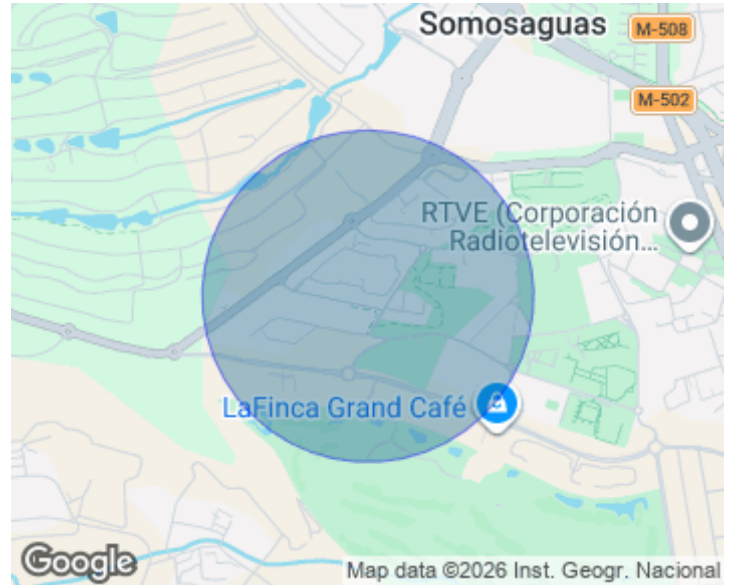 Somosaguas
M-508
M-502
RTVE (Corporación
Radiotelevisión...
LaFinca Grand Café
Google
Map data ©2026 Inst. Geogr. Nacional